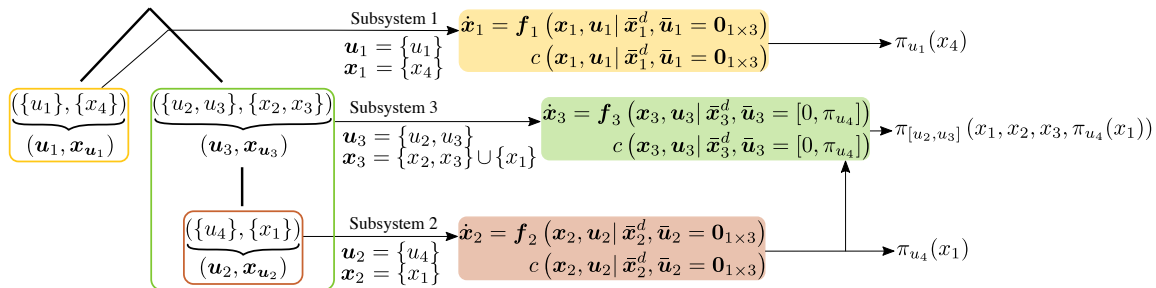 Subsystem 1
𝒖₁ = {u₁}
𝒙₁ = {x₄}
𝒙̇₁ = 𝒇₁ (𝒙₁, 𝒖₁| 𝒙̄₁ᵈ, 𝒖̄₁ = 𝟎₁ₓ₃)
c (𝒙₁, 𝒖₁| 𝒙̄₁ᵈ, 𝒖̄₁ = 𝟎₁ₓ₃)
π_{u₁}(x₄)
({u₁}, {x₄})
(𝒖₁, 𝒙_{𝒖₁})
({u₂, u₃}, {x₂, x₃})
(𝒖₃, 𝒙_{𝒖₃})
Subsystem 3
𝒖₃ = {u₂, u₃}
𝒙₃ = {x₂, x₃} ∪ {x₁}
𝒙̇₃ = 𝒇₃ (𝒙₃, 𝒖₃| 𝒙̄₃ᵈ, 𝒖̄₃ = [0, π_{u₄}])
c (𝒙₃, 𝒖₃| 𝒙̄₃ᵈ, 𝒖̄₃ = [0, π_{u₄}])
π_{[u₂,u₃]} (x₁, x₂, x₃, π_{u₄}(x₁))
({u₄}, {x₁})
(𝒖₂, 𝒙_{𝒖₂})
Subsystem 2
𝒖₂ = {u₄}
𝒙₂ = {x₁}
𝒙̇₂ = 𝒇₂ (𝒙₂, 𝒖₂| 𝒙̄₂ᵈ, 𝒖̄₂ = 𝟎₁ₓ₃)
c (𝒙₂, 𝒖₂| 𝒙̄₂ᵈ, 𝒖̄₂ = 𝟎₁ₓ₃)
π_{u₄}(x₁)